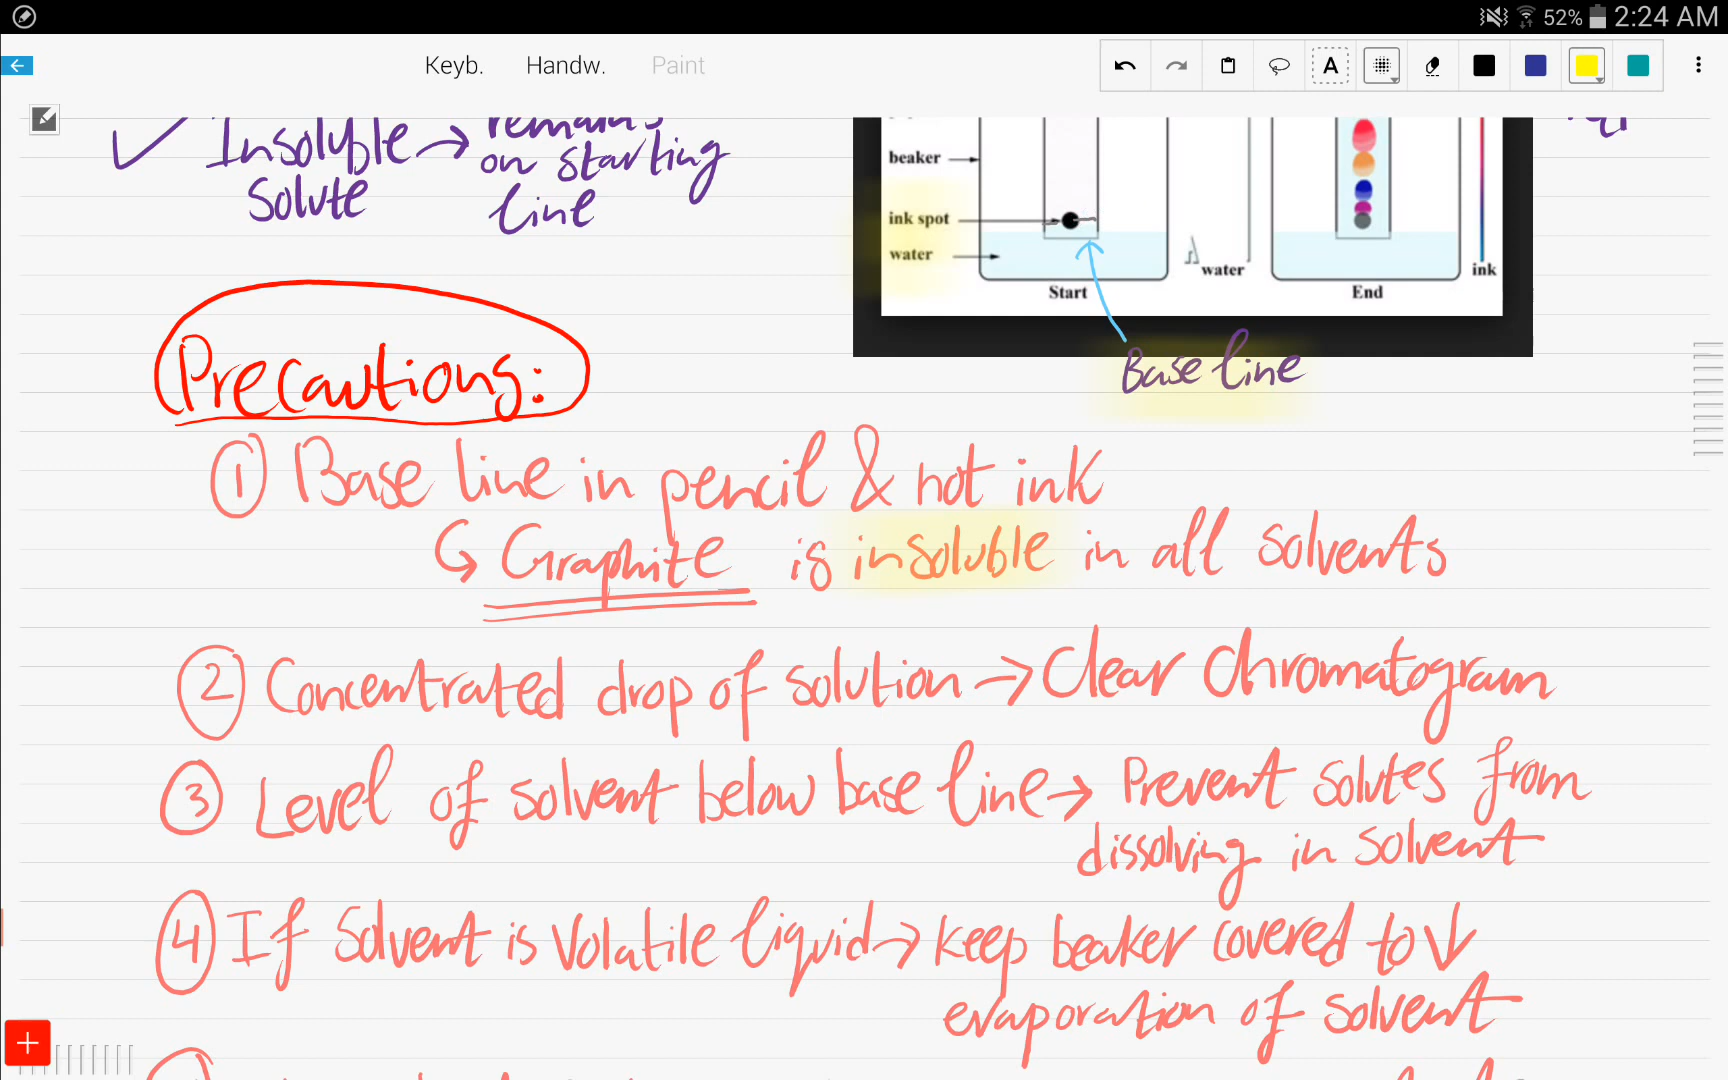 52% 2:24 AM
Keyb. Handw. Paint
A
✓ Insoluble → remains
solute on starting
line
beaker
ink spot
water
water
ink
Start
End
Base line
Precautions:
① Base line in pencil & not ink
↳ Graphite is insoluble in all solvents
② Concentrated drop of solution → Clear Chromatogram
③ Level of solvent below base line → Prevent solutes from
dissolving in solvent
④ If Solvent is Volatile liquid → Keep beaker covered to ↓
evaporation of solvent